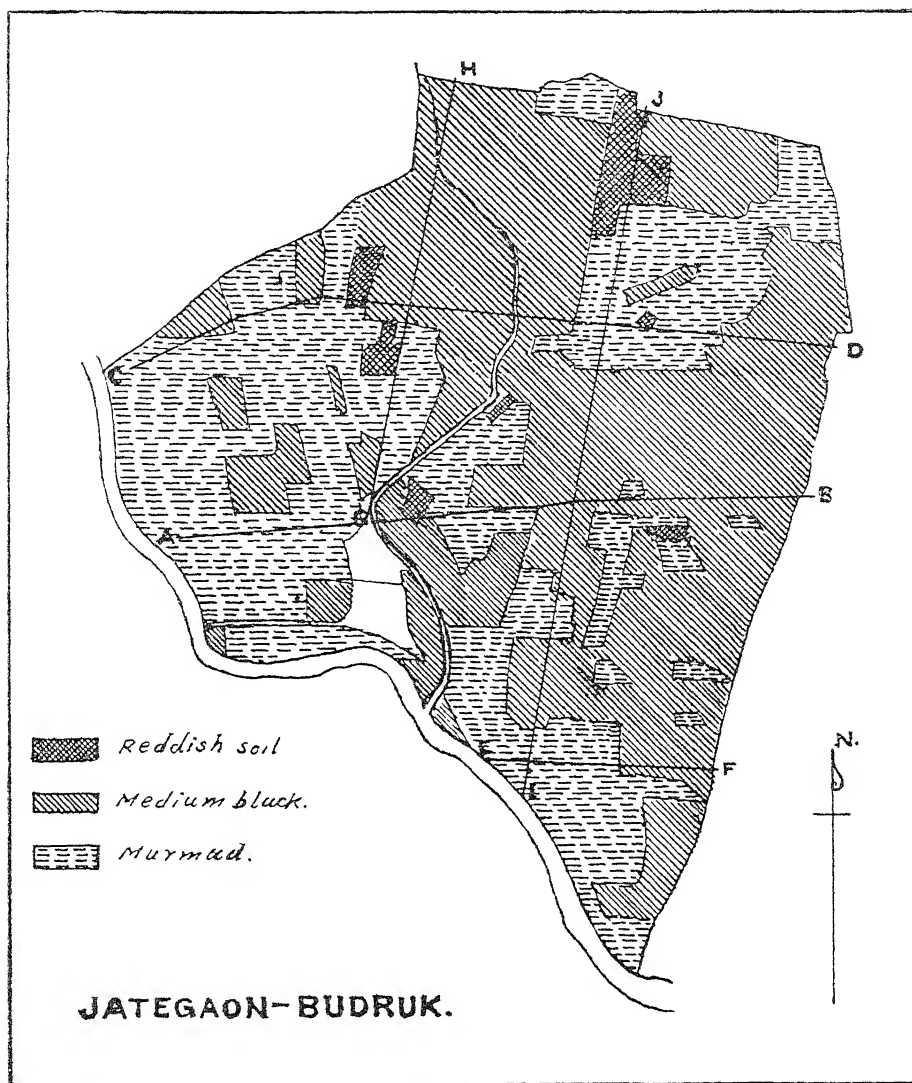 H
J
C
D
A
G
B
N.
E
F
I
Reddish soil
Medium black.
Murmad.
JATEGAON-BUDRUK.